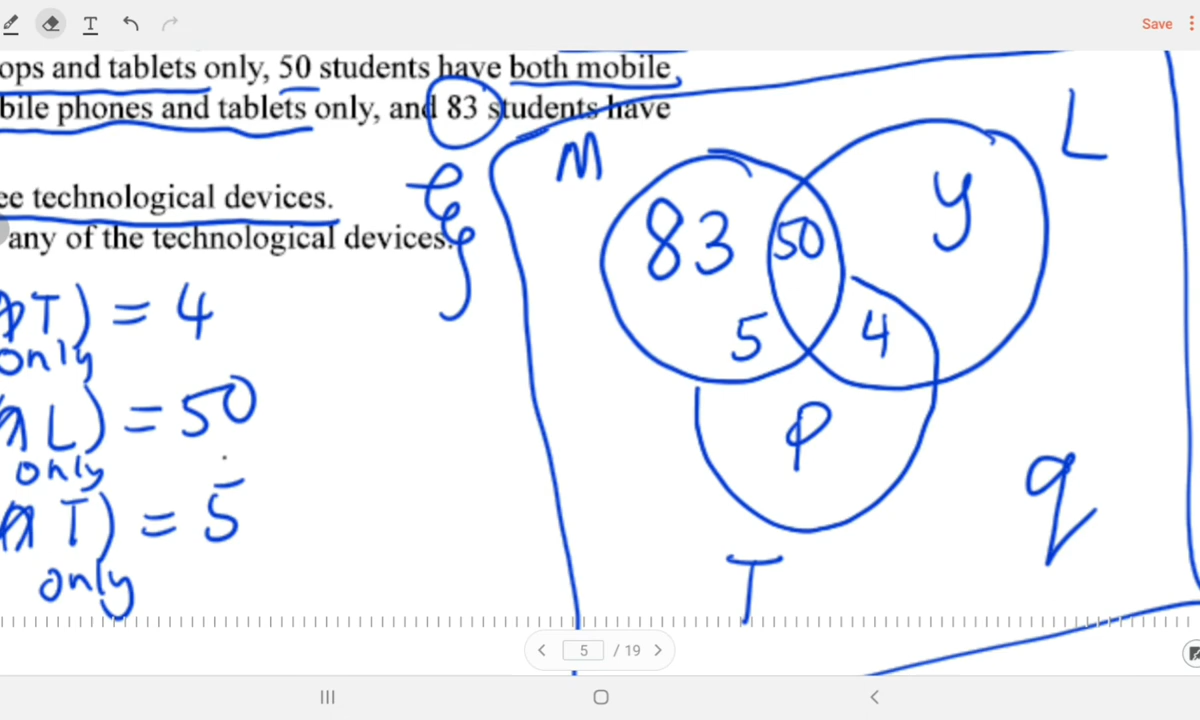 T
Save
ops and tablets only, 50 students have both mobile
bile phones and tablets only, and 83 students have
ee technological devices.
any of the technological devices.
T) = 4
only
L) = 50
only
T) = 5
only
ξ
M
L
83
50
y
5
4
P
q
T
5 / 19